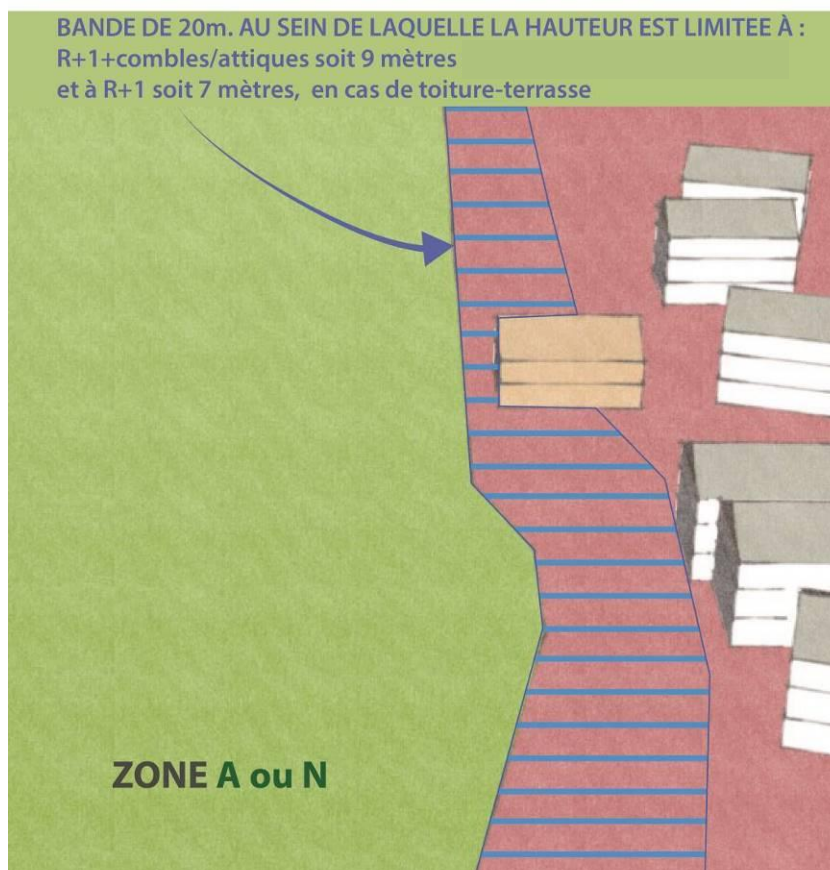 BANDE DE 20m. AU SEIN DE LAQUELLE LA HAUTEUR EST LIMITEE À :
R+1+combles/attiques soit 9 mètres
et à R+1 soit 7 mètres, en cas de toiture-terrasse
ZONE A ou N